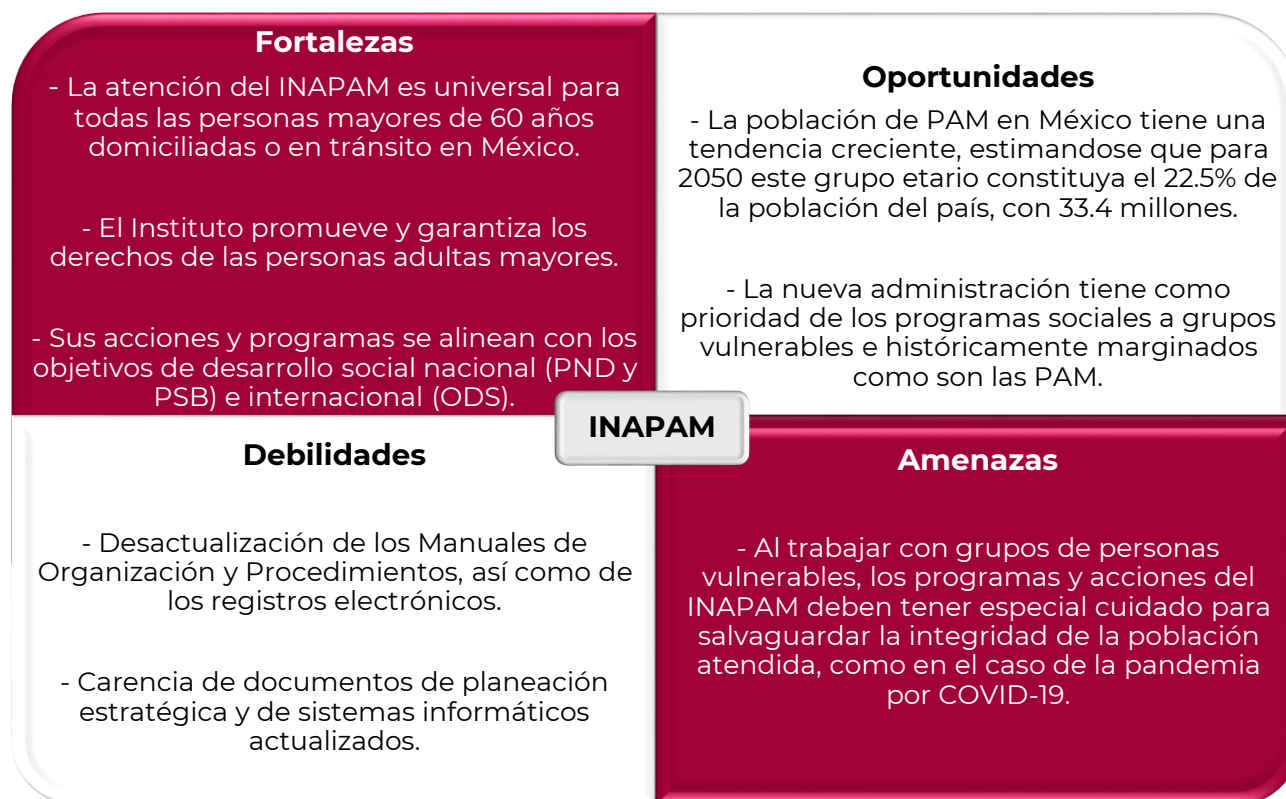 Fortalezas
- La atención del INAPAM es universal para
todas las personas mayores de 60 años
domiciliadas o en tránsito en México.
- El Instituto promueve y garantiza los
derechos de las personas adultas mayores.
- Sus acciones y programas se alinean con los
objetivos de desarrollo social nacional (PND y
PSB) e internacional (ODS).
Oportunidades
- La población de PAM en México tiene una
tendencia creciente, estimandose que para
2050 este grupo etario constituya el 22.5% de
la población del país, con 33.4 millones.
- La nueva administración tiene como
prioridad de los programas sociales a grupos
vulnerables e históricamente marginados
como son las PAM.
INAPAM
Debilidades
- Desactualización de los Manuales de
Organización y Procedimientos, así como de
los registros electrónicos.
- Carencia de documentos de planeación
estratégica y de sistemas informáticos
actualizados.
Amenazas
- Al trabajar con grupos de personas
vulnerables, los programas y acciones del
INAPAM deben tener especial cuidado para
salvaguardar la integridad de la población
atendida, como en el caso de la pandemia
por COVID-19.